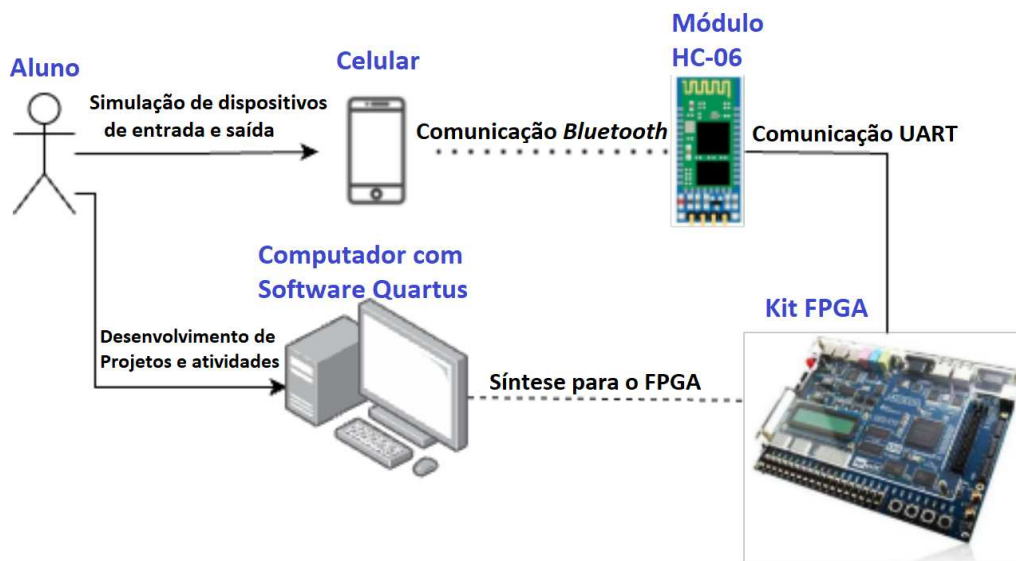 Módulo
HC-06
Aluno
Celular
Simulação de dispositivos
de entrada e saída
Comunicação Bluetooth
Comunicação UART
Computador com
Software Quartus
Kit FPGA
Desenvolvimento de
Projetos e atividades
Síntese para o FPGA